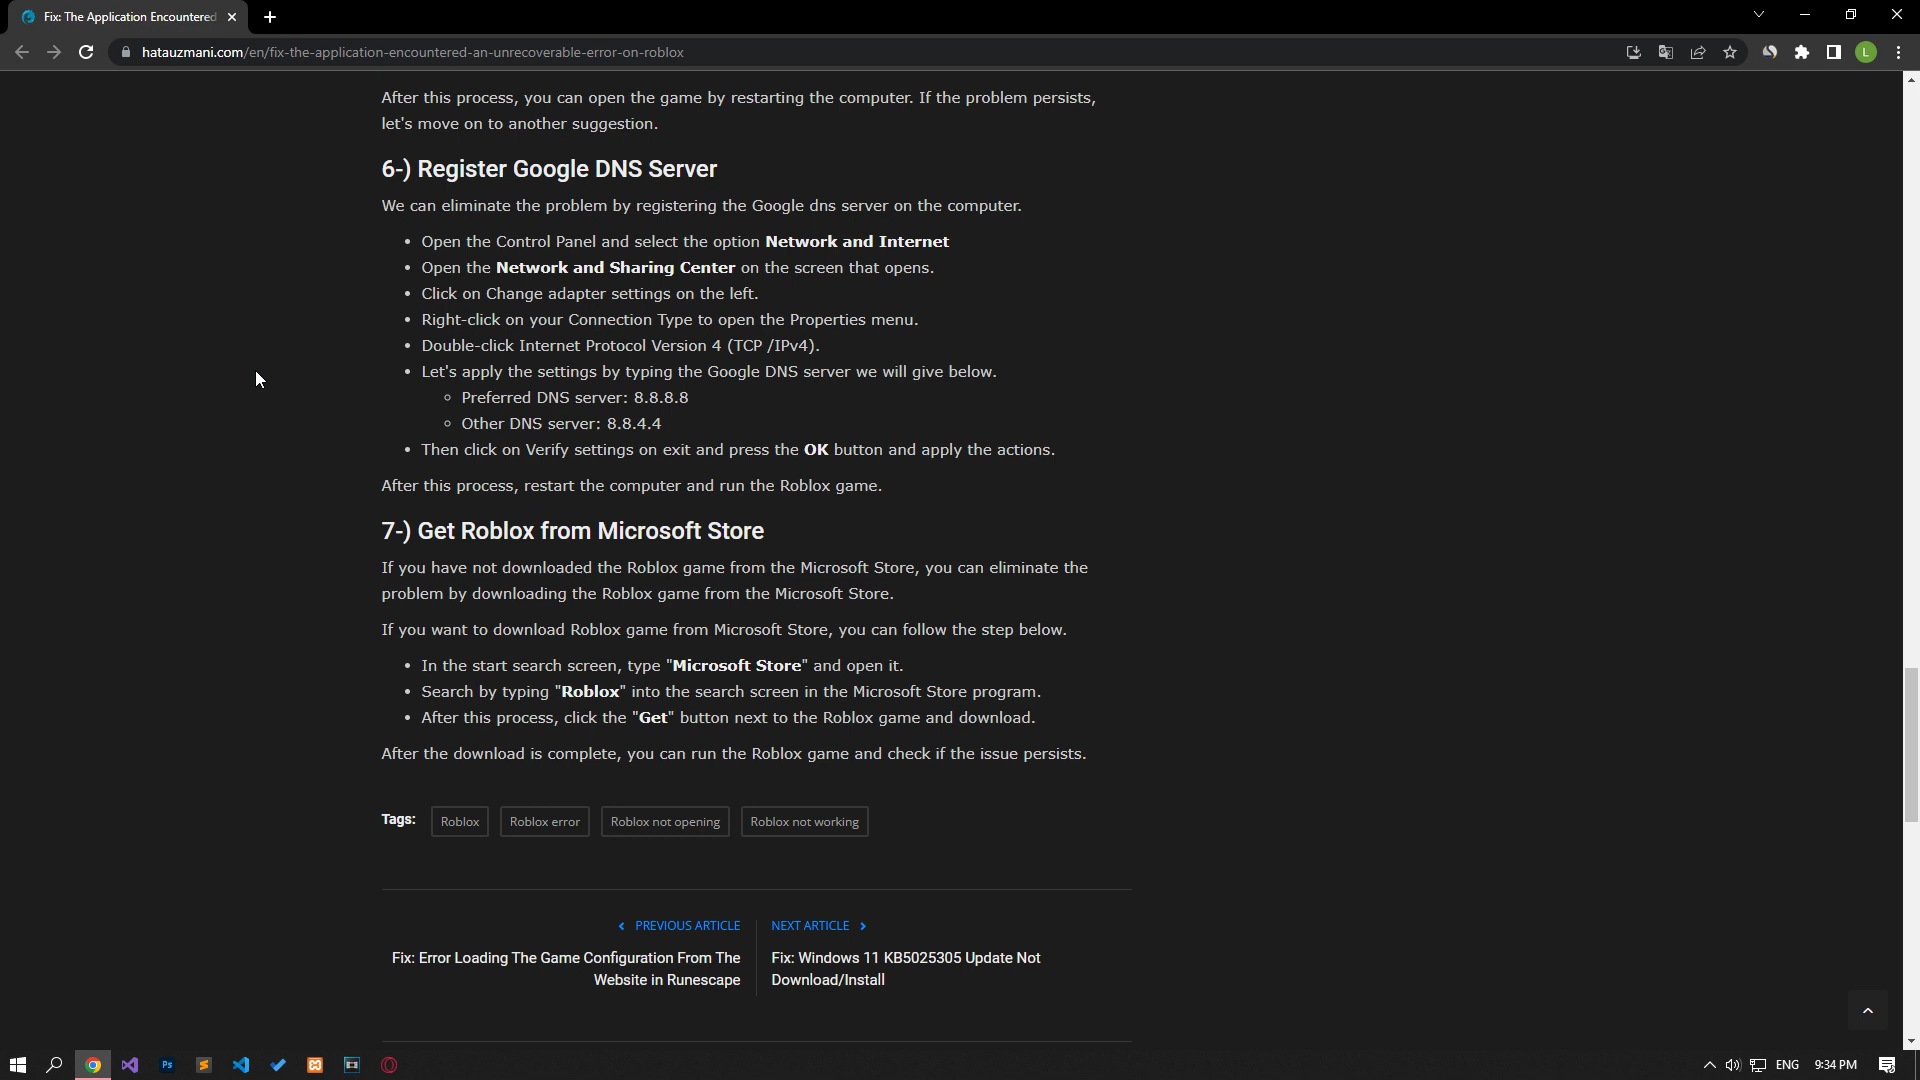 Fix: The Application Encountered
hatauzmani.com/en/fix-the-application-encountered-an-unrecoverable-error-on-roblox
L
After this process, you can open the game by restarting the computer. If the problem persists,
let's move on to another suggestion.
6-) Register Google DNS Server
We can eliminate the problem by registering the Google dns server on the computer.
• Open the Control Panel and select the option Network and Internet
• Open the Network and Sharing Center on the screen that opens.
• Click on Change adapter settings on the left.
• Right-click on your Connection Type to open the Properties menu.
• Double-click Internet Protocol Version 4 (TCP /IPv4).
• Let's apply the settings by typing the Google DNS server we will give below.
◦ Preferred DNS server: 8.8.8.8
◦ Other DNS server: 8.8.4.4
• Then click on Verify settings on exit and press the OK button and apply the actions.
After this process, restart the computer and run the Roblox game.
7-) Get Roblox from Microsoft Store
If you have not downloaded the Roblox game from the Microsoft Store, you can eliminate the
problem by downloading the Roblox game from the Microsoft Store.
If you want to download Roblox game from Microsoft Store, you can follow the step below.
• In the start search screen, type "Microsoft Store" and open it.
• Search by typing "Roblox" into the search screen in the Microsoft Store program.
• After this process, click the "Get" button next to the Roblox game and download.
After the download is complete, you can run the Roblox game and check if the issue persists.
Tags: Roblox Roblox error Roblox not opening Roblox not working
PREVIOUS ARTICLE
Fix: Error Loading The Game Configuration From The
Website in Runescape
NEXT ARTICLE
Fix: Windows 11 KB5025305 Update Not
Download/Install
Ps
ENG 9:34 PM